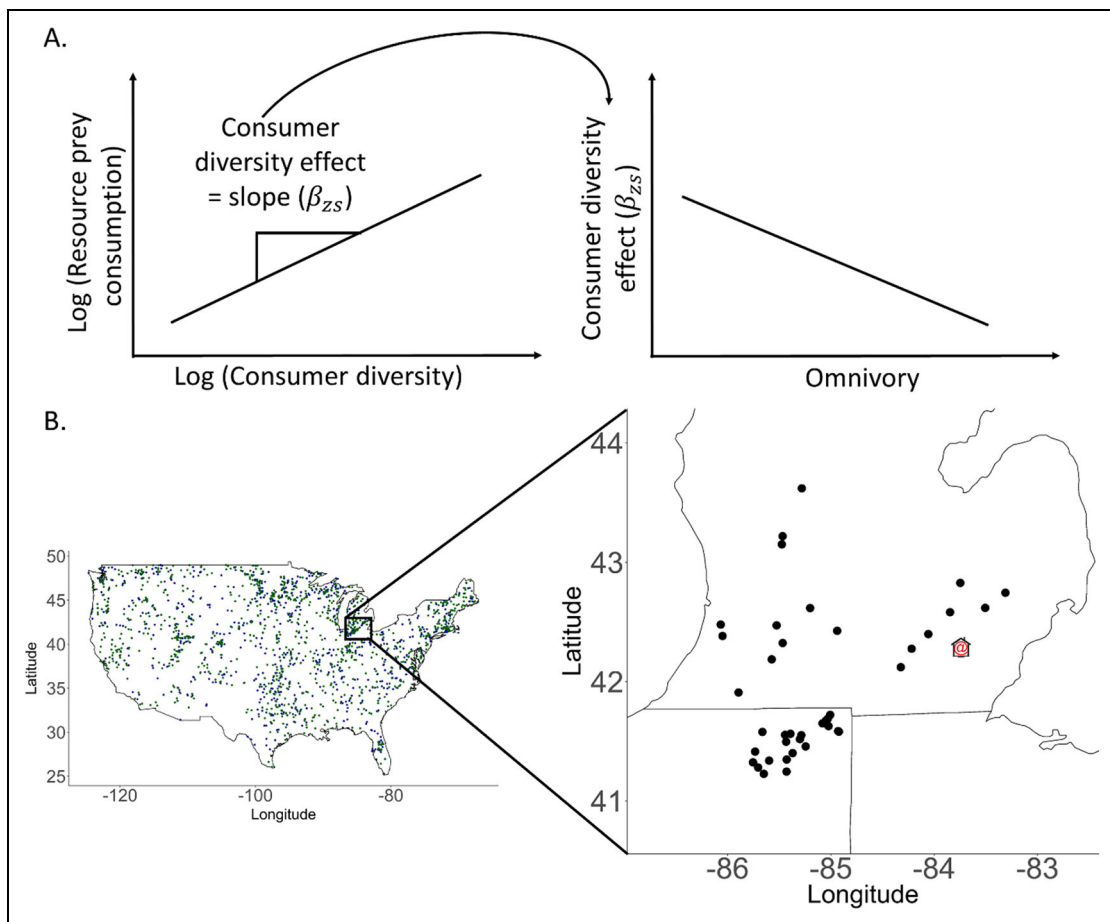 A.
Log (Resource prey
consumption)
Consumer
diversity effect
= slope (β_zs)
Log (Consumer diversity)
Consumer diversity
effect (β_zs)
Omnivory
B.
50
45
40
35
30
25
Latitude
-120
-100
-80
Longitude
44
43
42
41
Latitude
@
-86
-85
-84
-83
Longitude